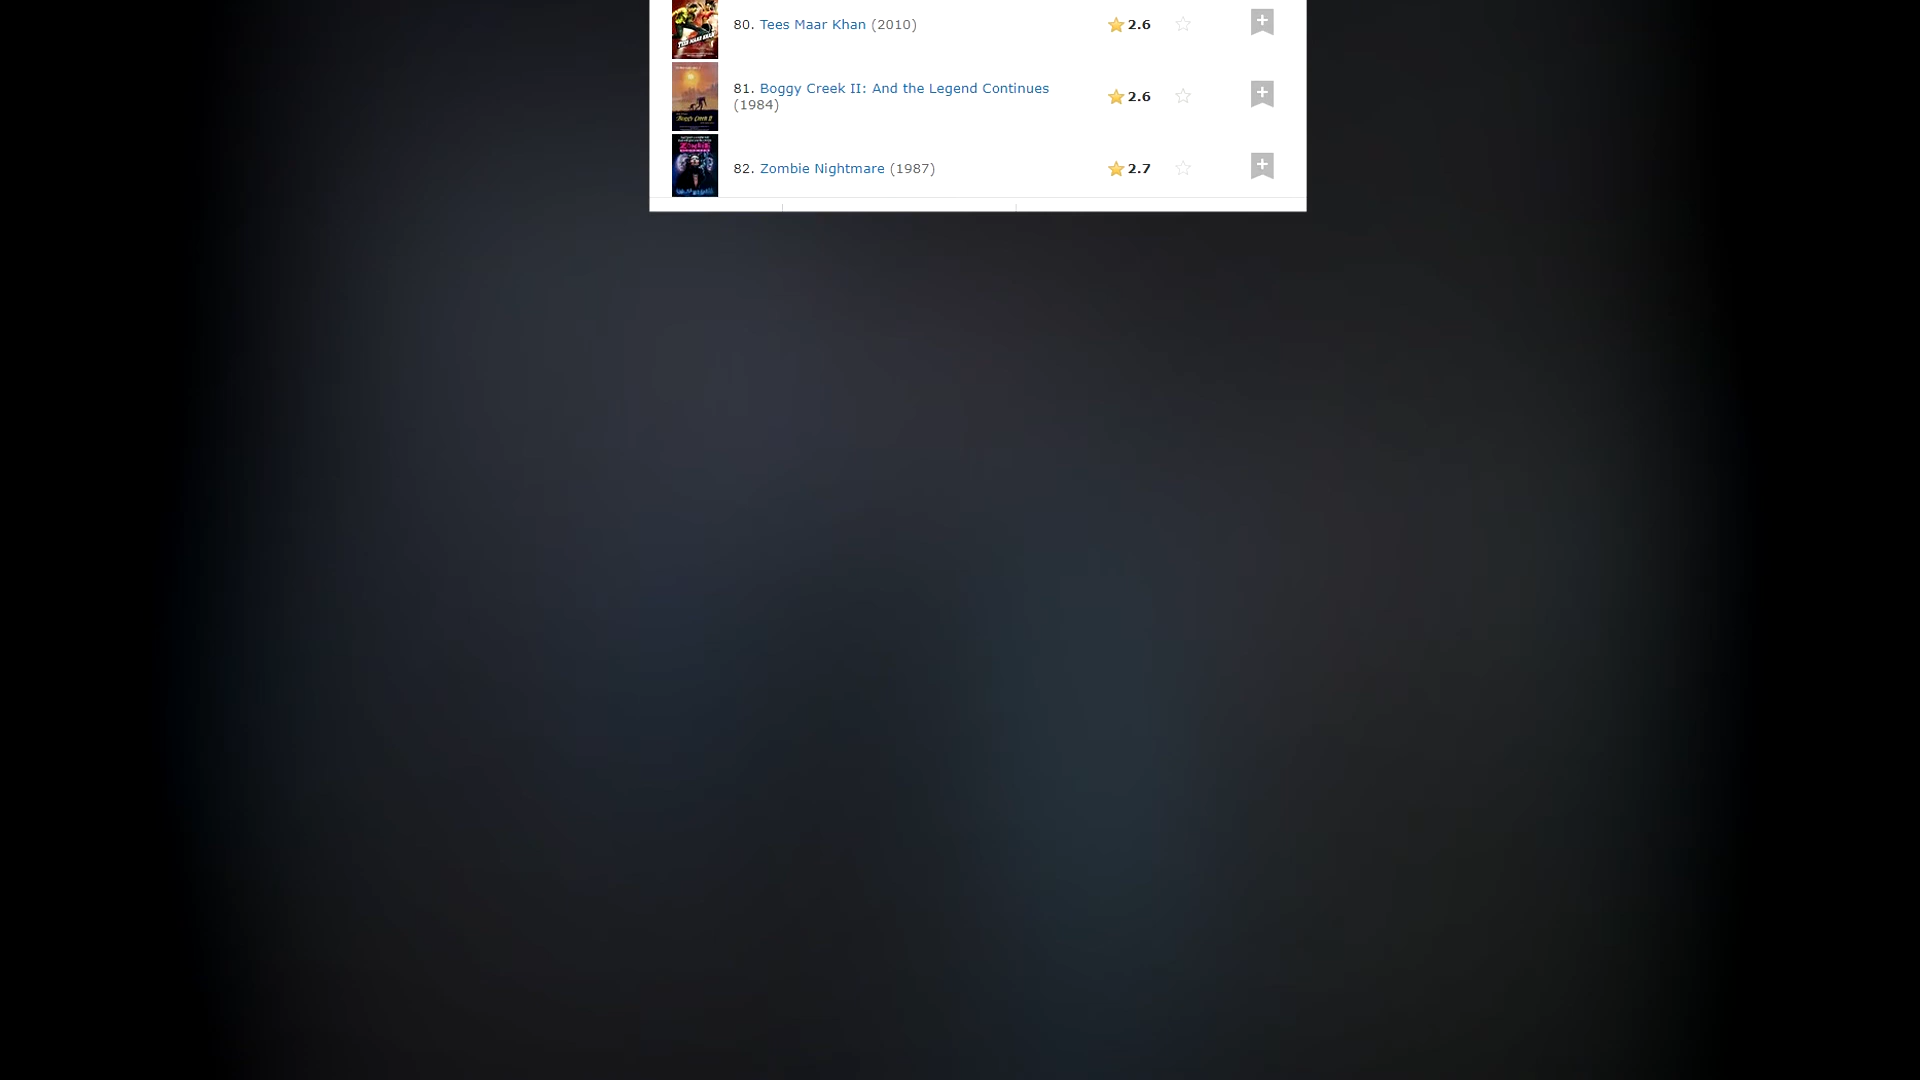 80. Tees Maar Khan (2010) 2.6
81. Boggy Creek II: And the Legend Continues 2.6
(1984)
82. Zombie Nightmare (1987) 2.7